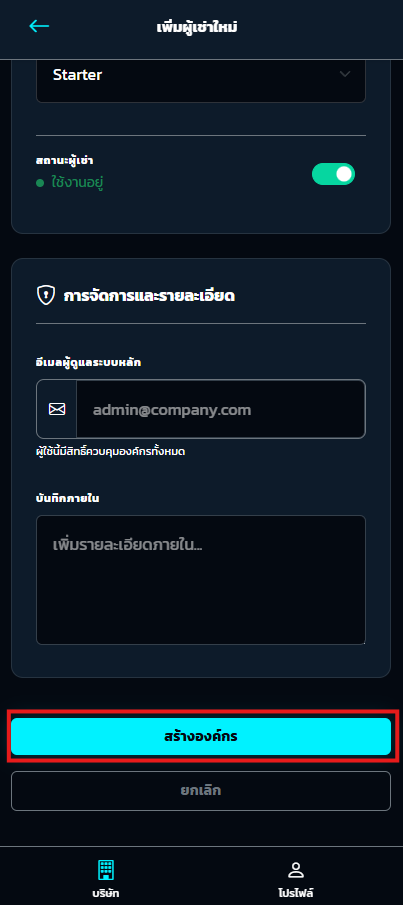 เพิ่มผู้เช่าใหม่
Starter
สถานะผู้เช่า
ใช้งานอยู่
การจัดการและรายละเอียด
อีเมลผู้ดูแลระบบหลัก
admin@company.com
ผู้ใช้นี้มีสิทธิ์ควบคุมองค์กรทั้งหมด
บันทึกภายใน
เพิ่มรายละเอียดภายใน...
สร้างองค์กร
ยกเลิก
บริษัท
โปรไฟล์